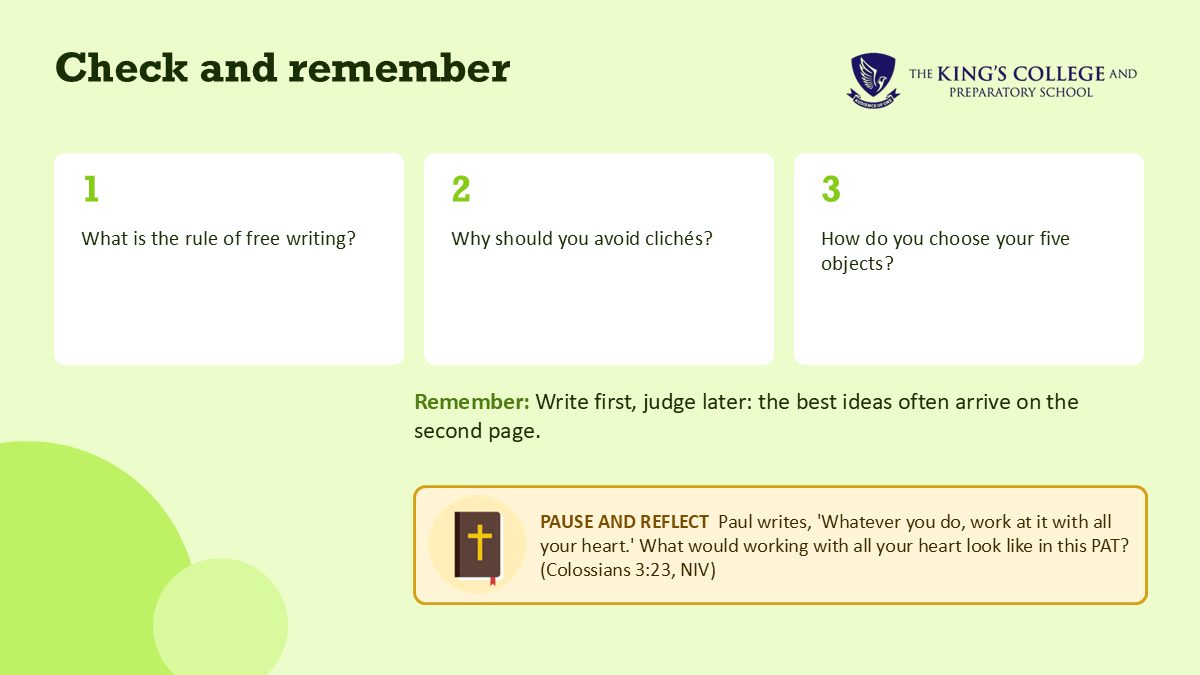 Check and remember
THE KING'S COLLEGE AND
PREPARATORY SCHOOL
AUDIENCE OF ONE
1
What is the rule of free writing?
2
Why should you avoid clichés?
3
How do you choose your five
objects?
Remember: Write first, judge later: the best ideas often arrive on the
second page.
PAUSE AND REFLECT Paul writes, 'Whatever you do, work at it with all
your heart.' What would working with all your heart look like in this PAT?
(Colossians 3:23, NIV)